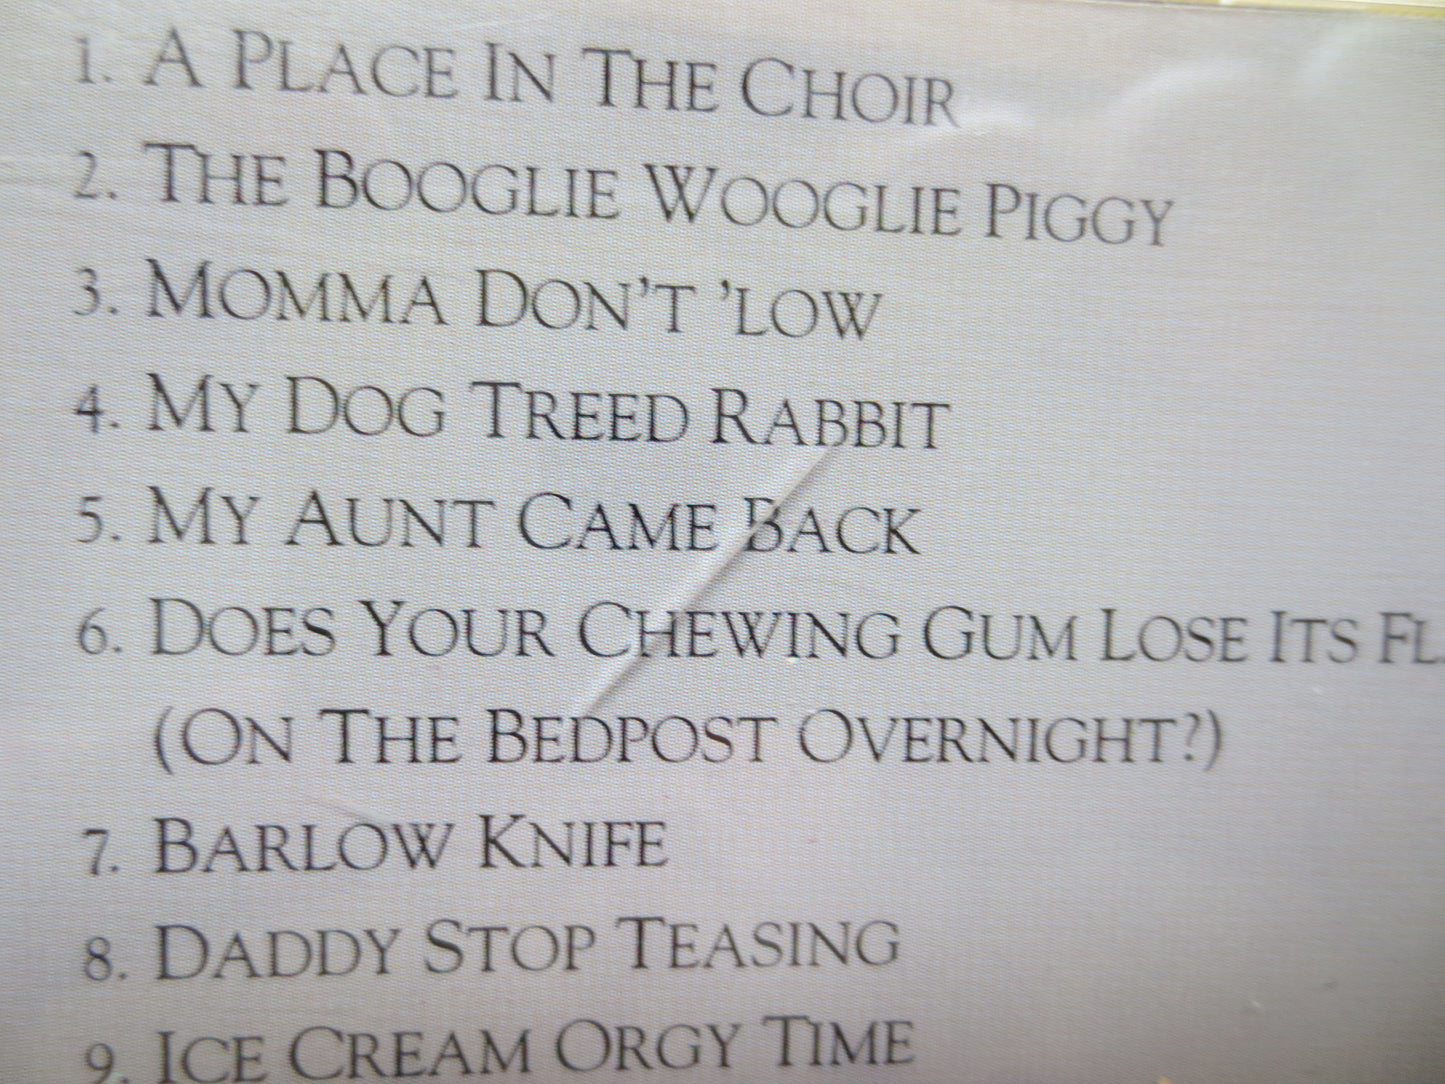 1. A PLACE IN THE CHOIR
2. THE BOOGLIE WOOGLIE PIGGY
3. MOMMA DON'T 'LOW
4. MY DOG TREED RABBIT
5. MY AUNT CAME BACK
6. DOES YOUR CHEWING GUM LOSE ITS
(ON THE BEDPOST OVERNIGHT?)
7. BARLOW KNIFE
8. DADDY STOP TEASING
9. ICE CREAM ORGY TIME